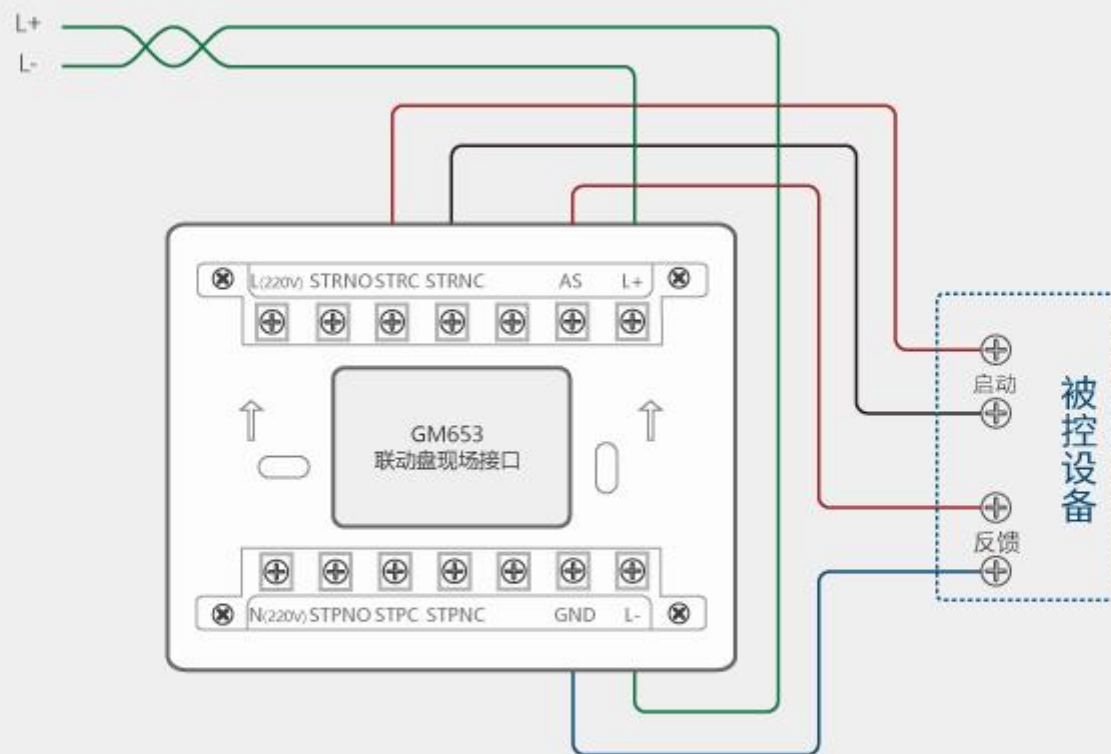 L+
L-
L(220V) STRNO STRC STRNC AS L+
GM653
联动盘现场接口
N(220V) STPNO STPC STPNC GND L-
启动
反馈
被控设备